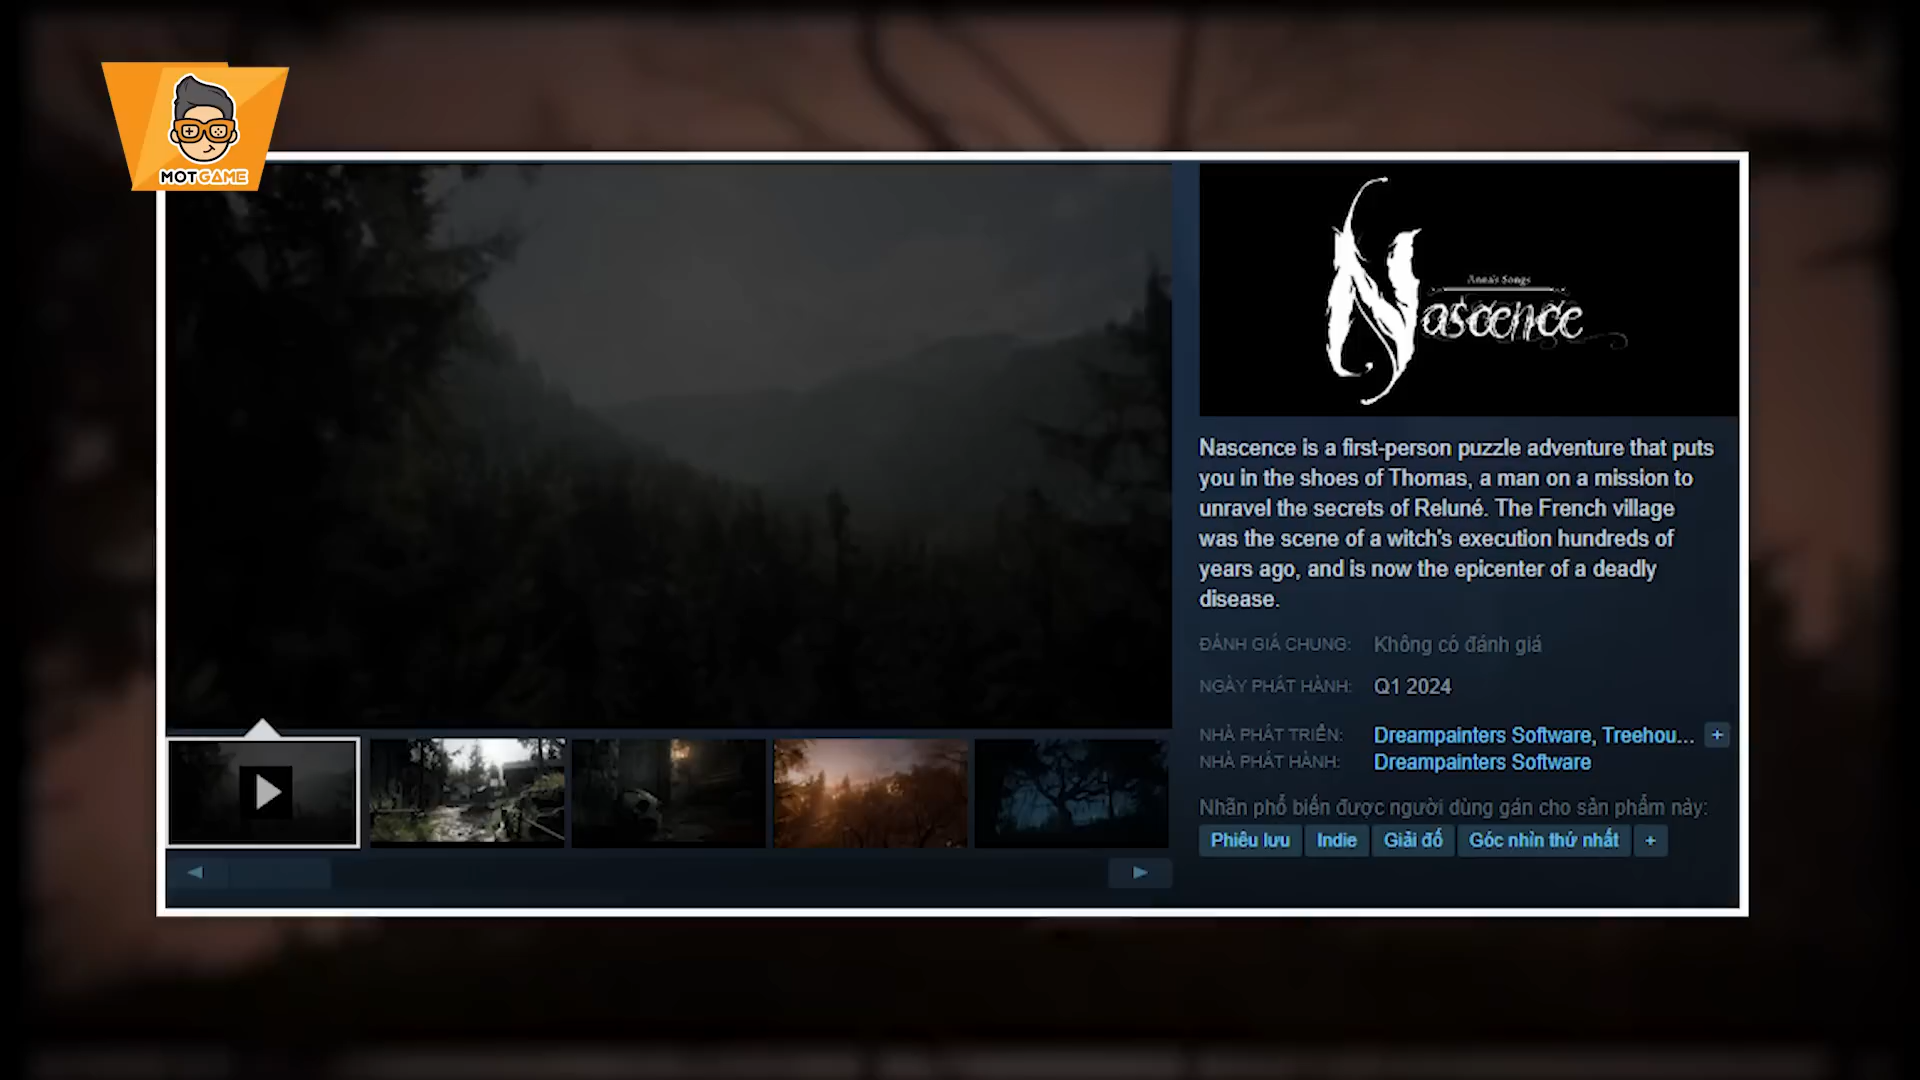 MOTGAME
Anna's Songs
Nascence
Nascence is a first-person puzzle adventure that puts
you in the shoes of Thomas, a man on a mission to
unravel the secrets of Reluné. The French village
was the scene of a witch's execution hundreds of
years ago, and is now the epicenter of a deadly
disease.
ĐÁNH GIÁ CHUNG: Không có đánh giá
NGÀY PHÁT HÀNH: Q1 2024
NHÀ PHÁT TRIỂN: Dreampainters Software, Treehou... +
NHÀ PHÁT HÀNH: Dreampainters Software
Nhãn phổ biến được người dùng gán cho sản phẩm này:
Phiêu lưu Indie Giải đố Góc nhìn thứ nhất +